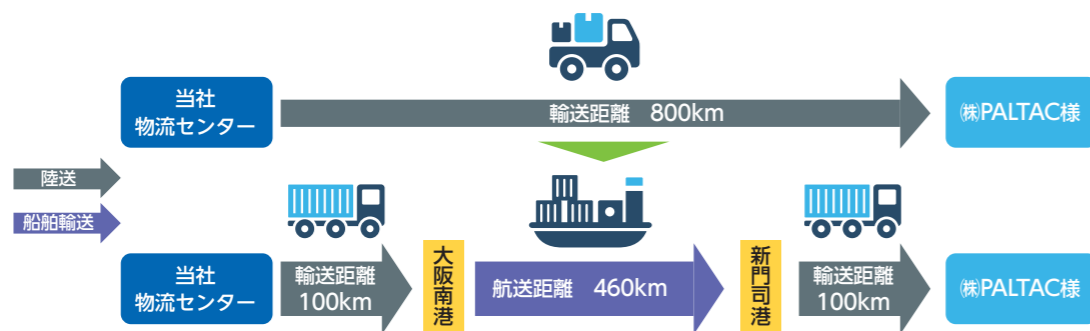 当社
物流センター
輸送距離 800km
㈱PALTAC様
陸送
船舶輸送
当社
物流センター
輸送距離
100km
大阪南港
航送距離 460km
新門司港
輸送距離
100km
㈱PALTAC様